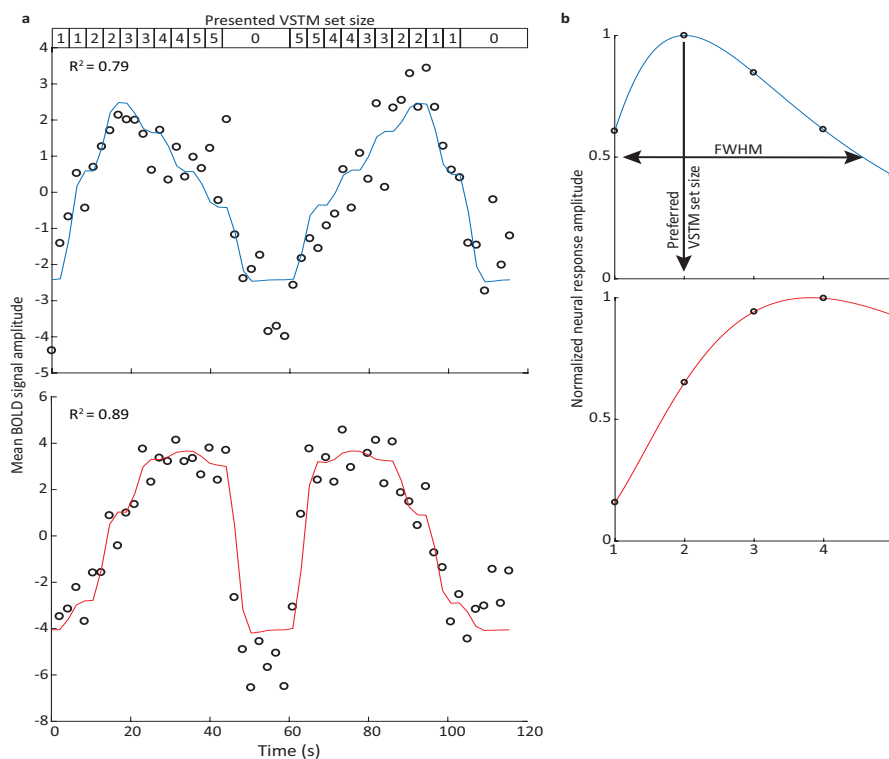 Presented VSTM set size
a
1 1 2 2 3 3 4 4 5 5 0 5 5 4 4 3 3 2 2 1 1 0
R² = 0.79
4
3
2
1
0
-1
-2
-3
-4
-5
Mean BOLD signal amplitude
R² = 0.89
6
4
2
0
-2
-4
-6
-8
0 20 40 60 80 100 120
Time (s)
b
1
0.5
0
FWHM
Preferred
VSTM set size
Normalized neural response amplitude
1
0.5
0
1 2 3 4